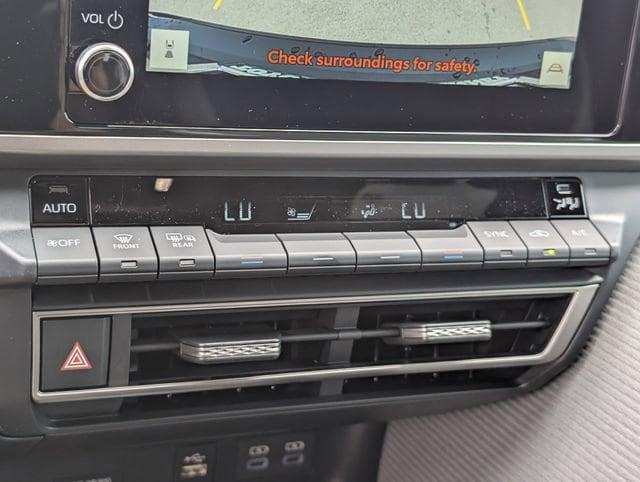 VOL
Check surroundings for safety.
AUTO
LO
LO
OFF
FRONT
REAR
SYNC
A/C